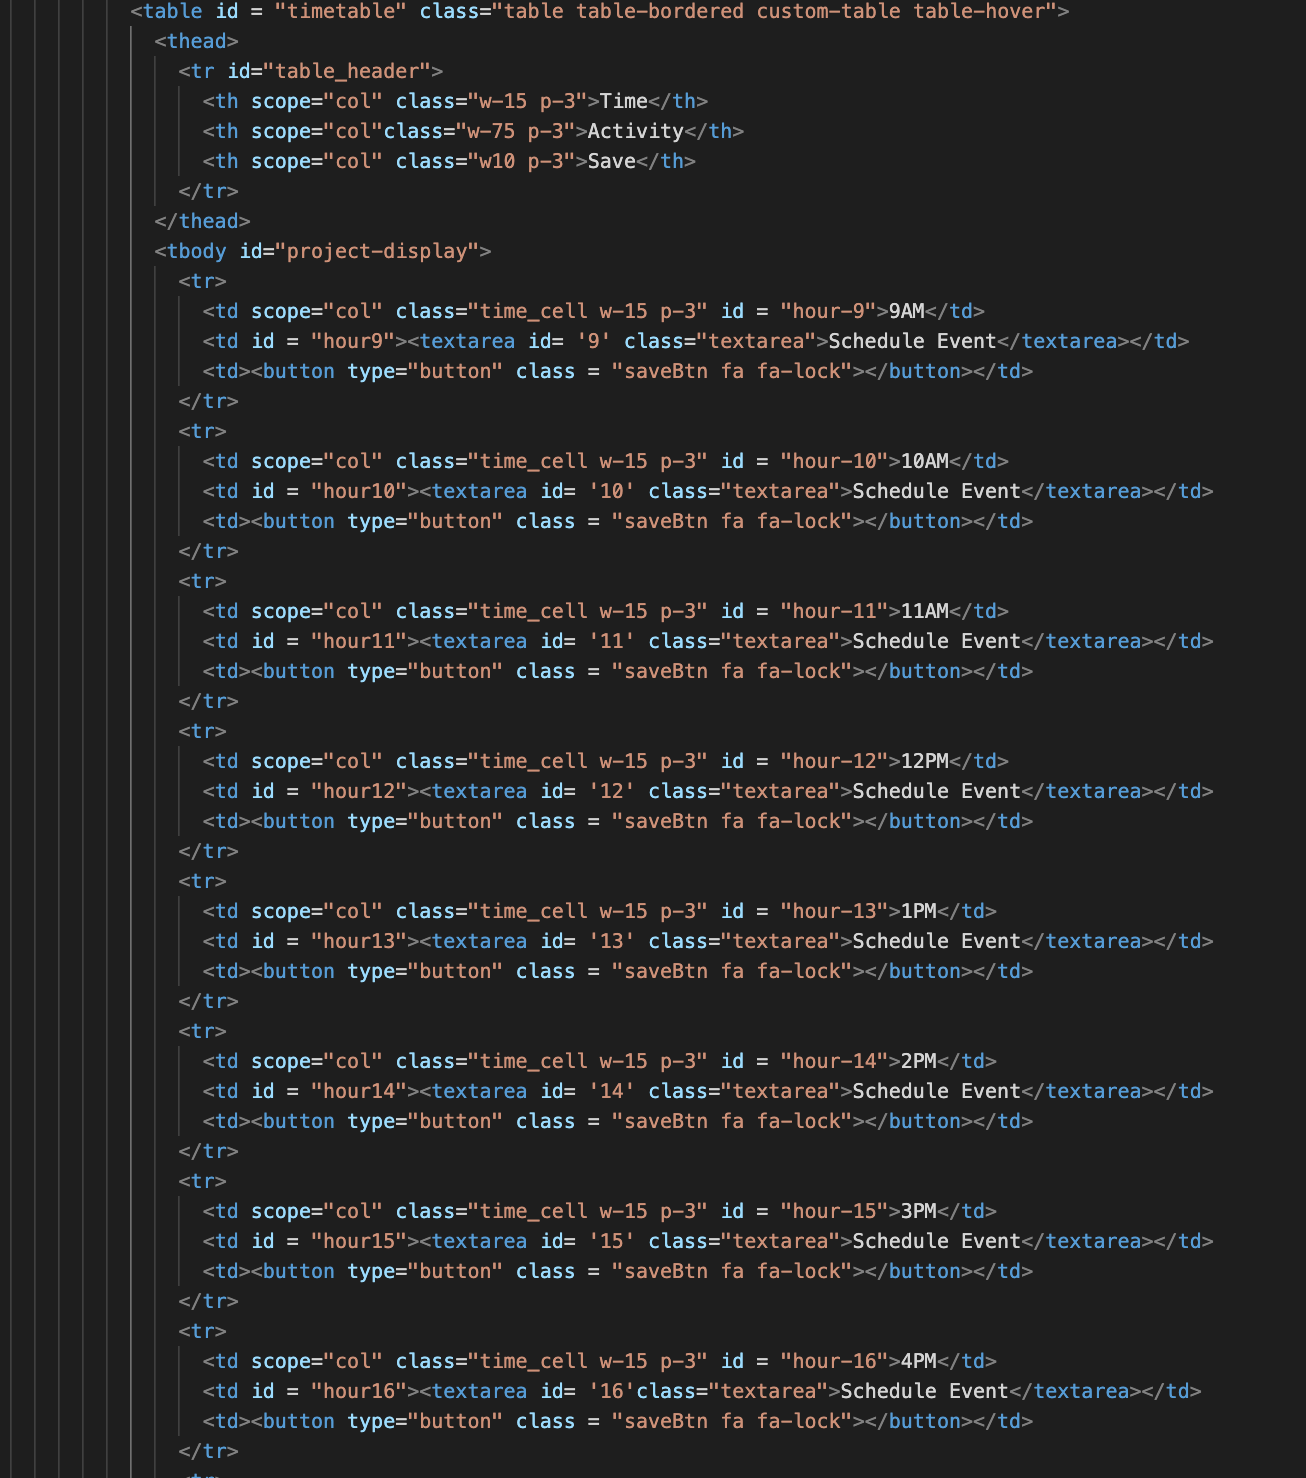 <table id = "timetable" class="table table-bordered custom-table table-hover">
<thead>
<tr id="table_header">
<th scope="col" class="w-15 p-3">Time</th>
<th scope="col"class="w-75 p-3">Activity</th>
<th scope="col" class="w10 p-3">Save</th>
</tr>
</thead>
<tbody id="project-display">
<tr>
<td scope="col" class="time_cell w-15 p-3" id = "hour-9">9AM</td>
<td id = "hour9"><textarea id= '9' class="textarea">Schedule Event</textarea></td>
<td><button type="button" class = "saveBtn fa fa-lock"></button></td>
</tr>
<tr>
<td scope="col" class="time_cell w-15 p-3" id = "hour-10">10AM</td>
<td id = "hour10"><textarea id= '10' class="textarea">Schedule Event</textarea></td>
<td><button type="button" class = "saveBtn fa fa-lock"></button></td>
</tr>
<tr>
<td scope="col" class="time_cell w-15 p-3" id = "hour-11">11AM</td>
<td id = "hour11"><textarea id= '11' class="textarea">Schedule Event</textarea></td>
<td><button type="button" class = "saveBtn fa fa-lock"></button></td>
</tr>
<tr>
<td scope="col" class="time_cell w-15 p-3" id = "hour-12">12PM</td>
<td id = "hour12"><textarea id= '12' class="textarea">Schedule Event</textarea></td>
<td><button type="button" class = "saveBtn fa fa-lock"></button></td>
</tr>
<tr>
<td scope="col" class="time_cell w-15 p-3" id = "hour-13">1PM</td>
<td id = "hour13"><textarea id= '13' class="textarea">Schedule Event</textarea></td>
<td><button type="button" class = "saveBtn fa fa-lock"></button></td>
</tr>
<tr>
<td scope="col" class="time_cell w-15 p-3" id = "hour-14">2PM</td>
<td id = "hour14"><textarea id= '14' class="textarea">Schedule Event</textarea></td>
<td><button type="button" class = "saveBtn fa fa-lock"></button></td>
</tr>
<tr>
<td scope="col" class="time_cell w-15 p-3" id = "hour-15">3PM</td>
<td id = "hour15"><textarea id= '15' class="textarea">Schedule Event</textarea></td>
<td><button type="button" class = "saveBtn fa fa-lock"></button></td>
</tr>
<tr>
<td scope="col" class="time_cell w-15 p-3" id = "hour-16">4PM</td>
<td id = "hour16"><textarea id= '16'class="textarea">Schedule Event</textarea></td>
<td><button type="button" class = "saveBtn fa fa-lock"></button></td>
</tr>